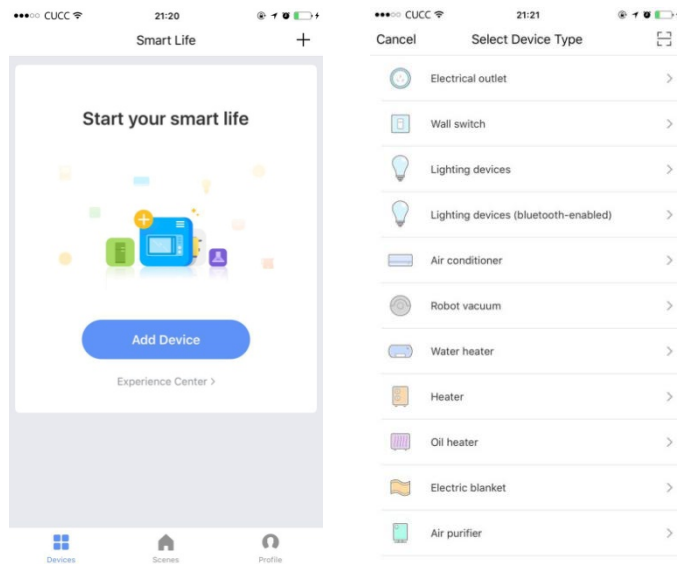 CUCC 21:20
Smart Life
Start your smart life
Add Device
Experience Center >
Devices Scenes Profile
CUCC 21:21
Cancel Select Device Type
Electrical outlet
Wall switch
Lighting devices
Lighting devices (bluetooth-enabled)
Air conditioner
Robot vacuum
Water heater
Heater
Oil heater
Electric blanket
Air purifier